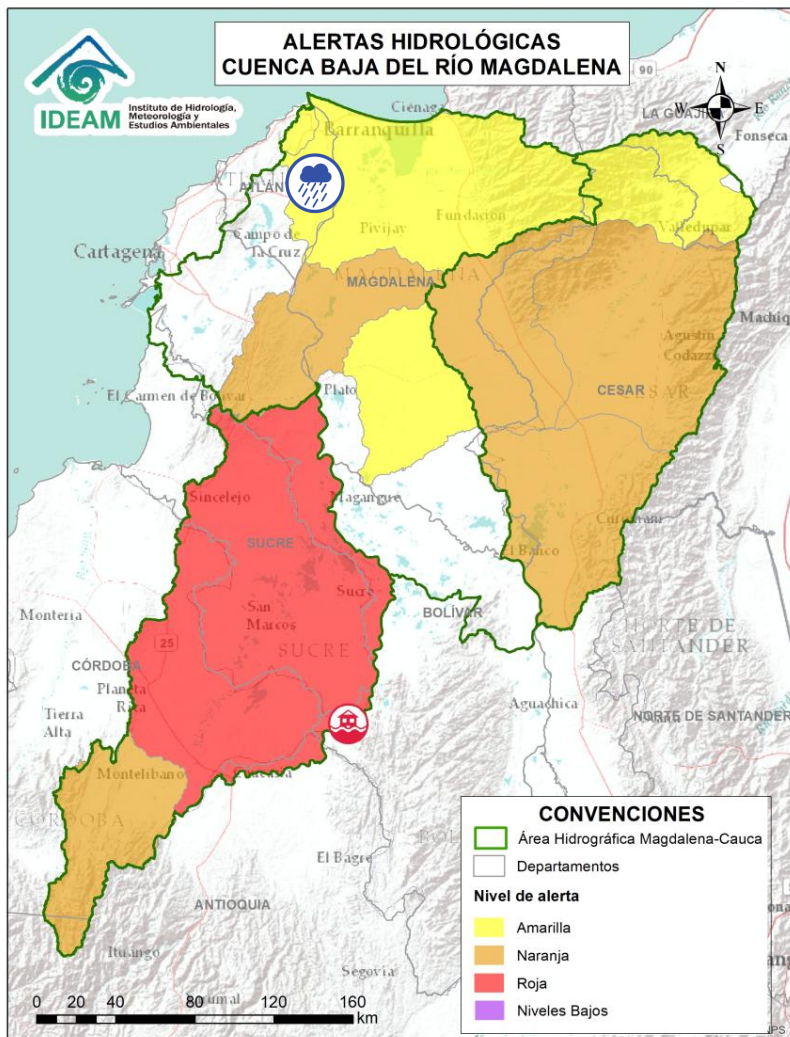 ALERTAS HIDROLÓGICAS
CUENCA BAJA DEL RÍO MAGDALENA
IDEAM
Instituto de Hidrología,
Meteorología y
Estudios Ambientales
N
W
E
S
90
Ciénaga
LA GUAJIRA
Fonseca
Barranquilla
Pivijay
Fundación
Valledupar
Cartagena
Campo de
la Cruz
MAGDALENA
MAGDALENA
Agustín
Codazzi
CESAR
El Carmen de Bolívar
Plato
Sincelejo
Magangue
SUCRE
El Banco
Sucre
BOLÍVAR
San
Marcos
SUCRE
Montería
25
CÓRDOBA
Planeta
Rica
Tierra
Alta
NORTE DE
SANTANDER
Aguachica
NORTE DE SANTANDER
Montelibano
CÓRDOBA
El Bagre
ANTIOQUIA
Ituango
Segovia
CONVENCIONES
Área Hidrográfica Magdalena-Cauca
Departamentos
Nivel de alerta
Amarilla
Naranja
Roja
Niveles Bajos
0 20 40 80 120 160
km